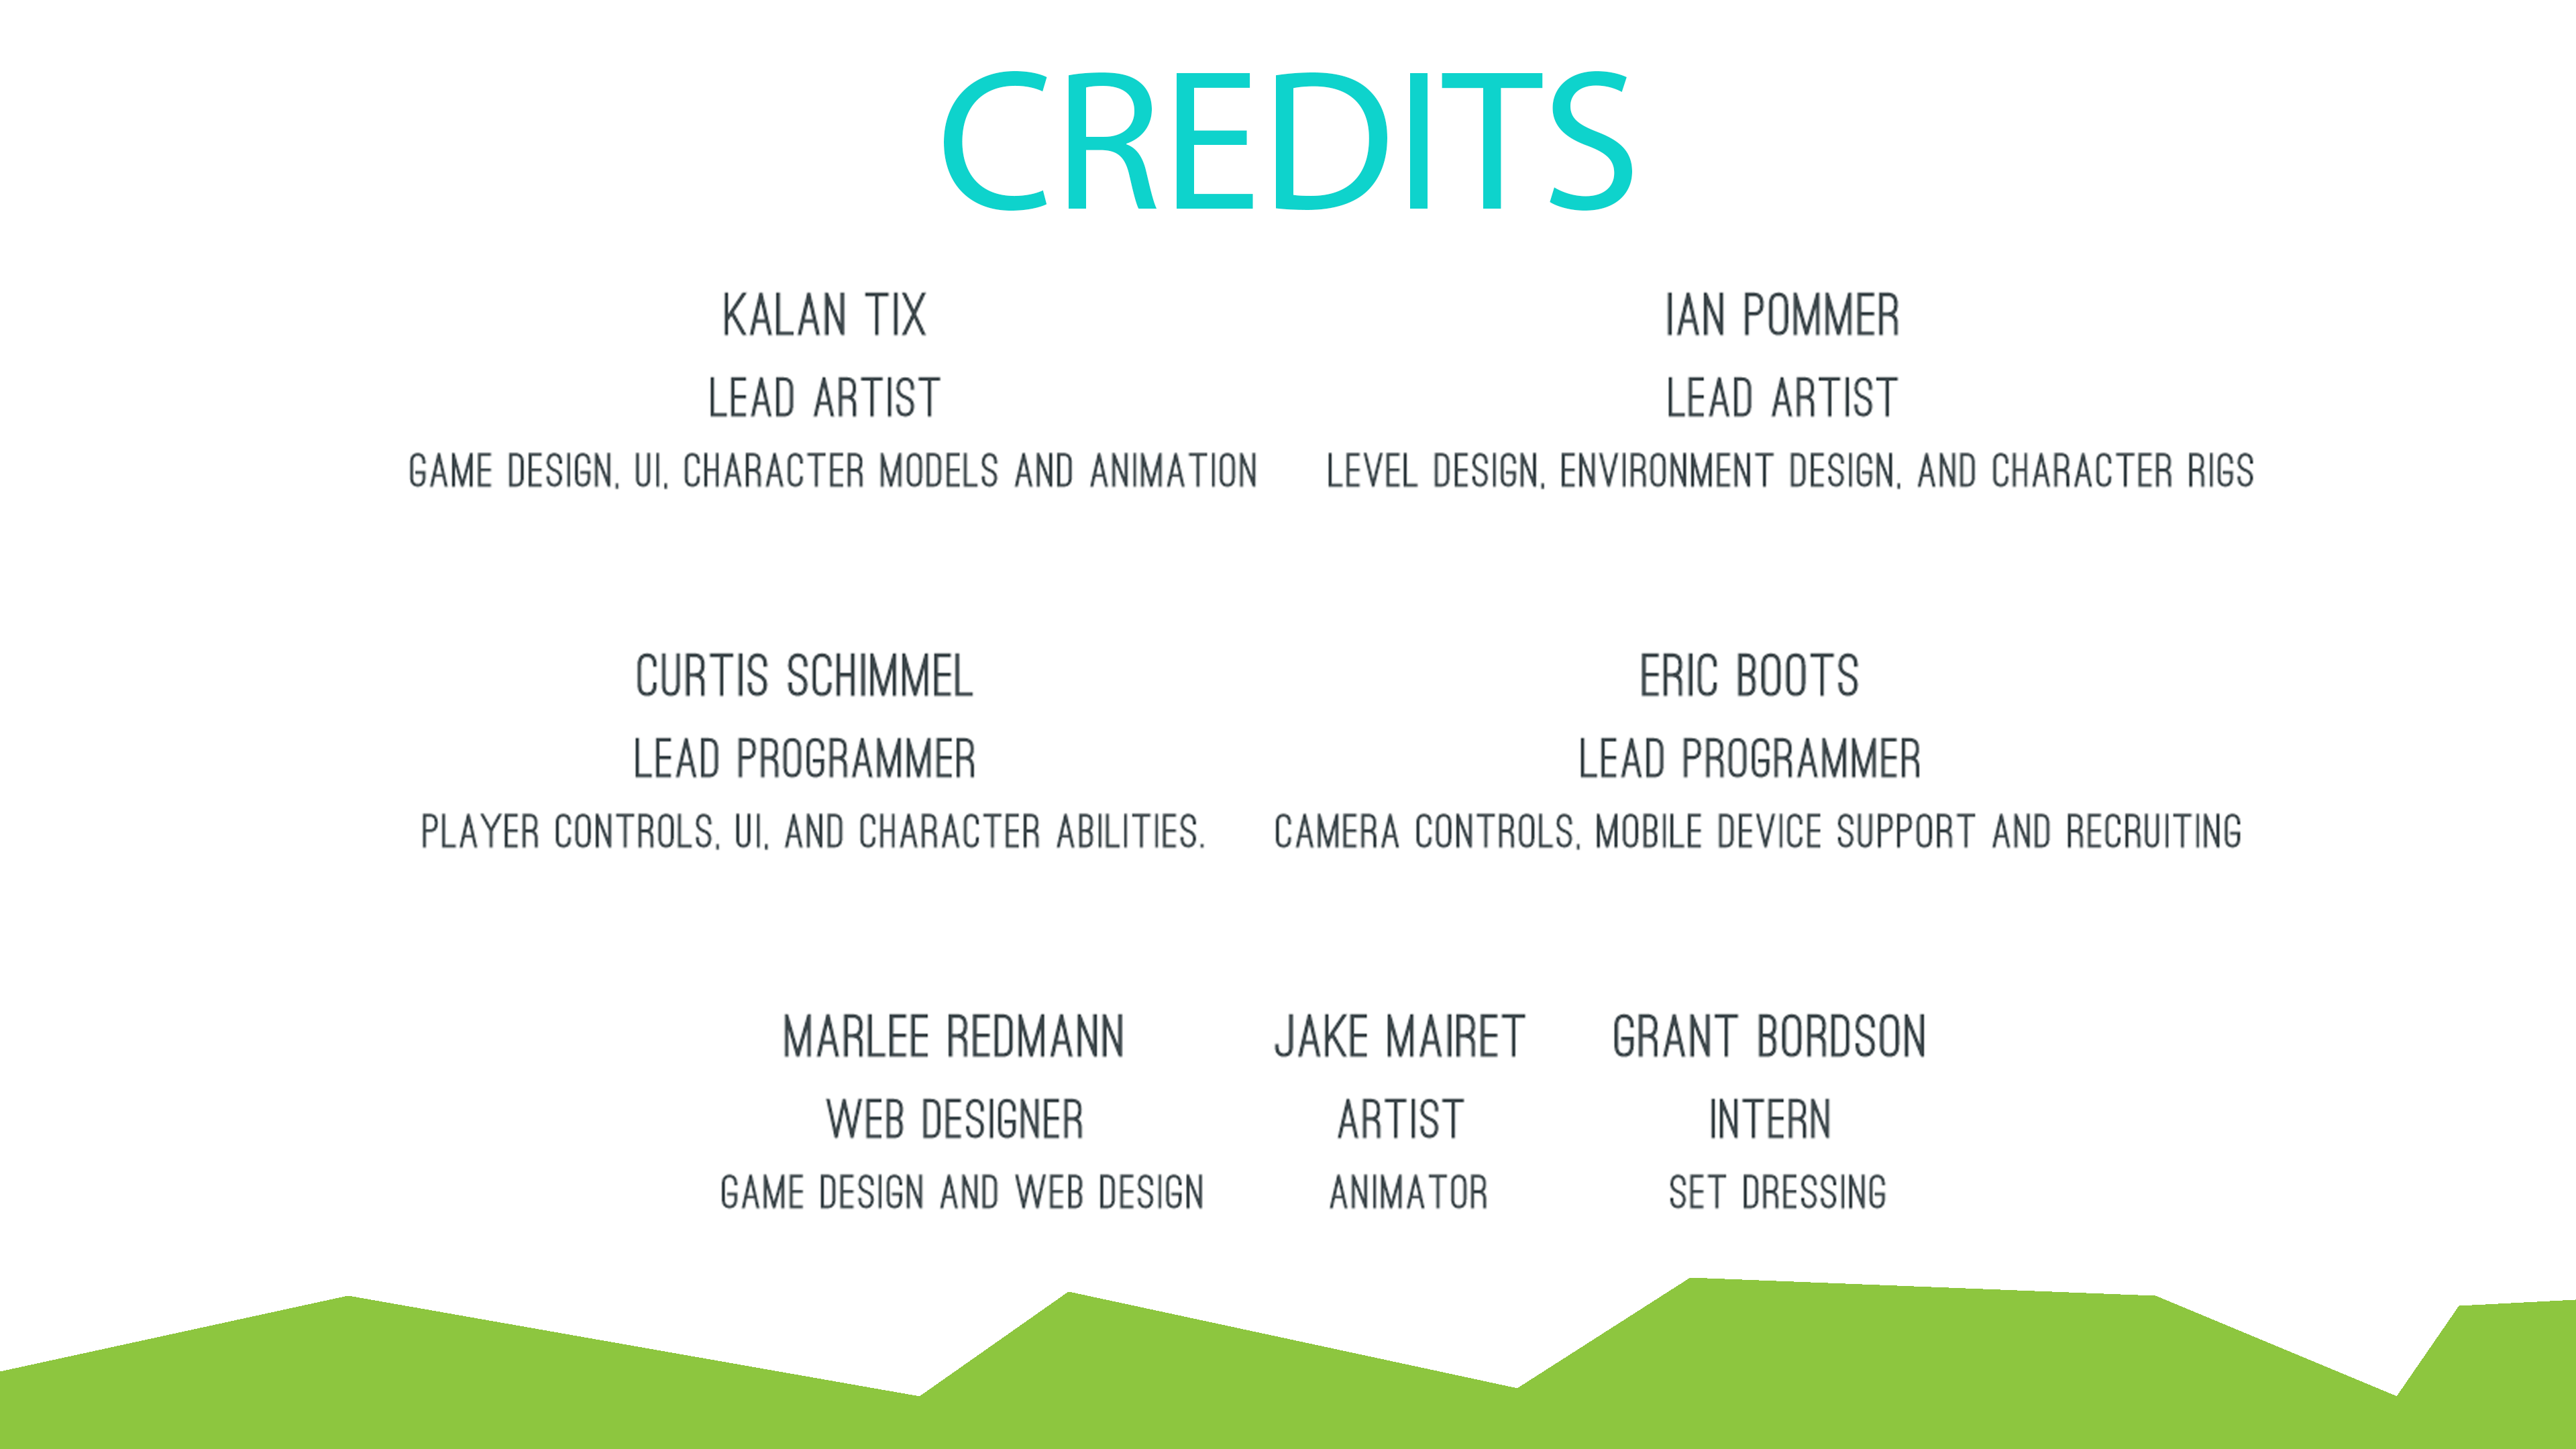 CREDITS
KALAN TIX
LEAD ARTIST
GAME DESIGN, UI, CHARACTER MODELS AND ANIMATION
IAN POMMER
LEAD ARTIST
LEVEL DESIGN, ENVIRONMENT DESIGN, AND CHARACTER RIGS
CURTIS SCHIMMEL
LEAD PROGRAMMER
PLAYER CONTROLS, UI, AND CHARACTER ABILITIES.
ERIC BOOTS
LEAD PROGRAMMER
CAMERA CONTROLS, MOBILE DEVICE SUPPORT AND RECRUITING
MARLEE REDMANN
WEB DESIGNER
GAME DESIGN AND WEB DESIGN
JAKE MAIRET
ARTIST
ANIMATOR
GRANT BORDSON
INTERN
SET DRESSING